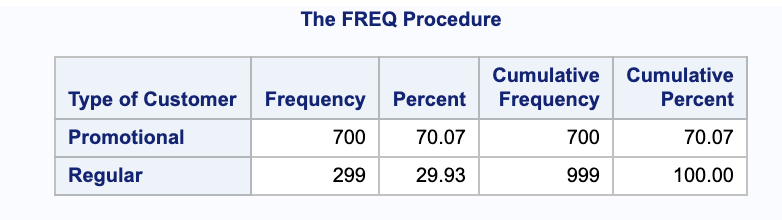 The FREQ Procedure
Cumulative Cumulative
Type of Customer Frequency Percent Frequency Percent
Promotional 700 70.07 700 70.07
Regular 299 29.93 999 100.00